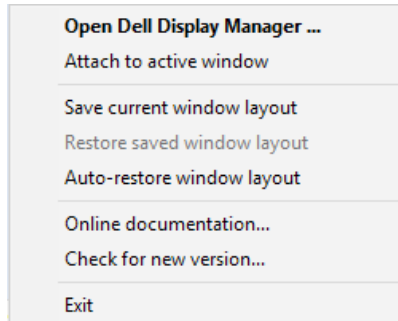 Open Dell Display Manager ...
Attach to active window
Save current window layout
Restore saved window layout
Auto-restore window layout
Online documentation...
Check for new version...
Exit